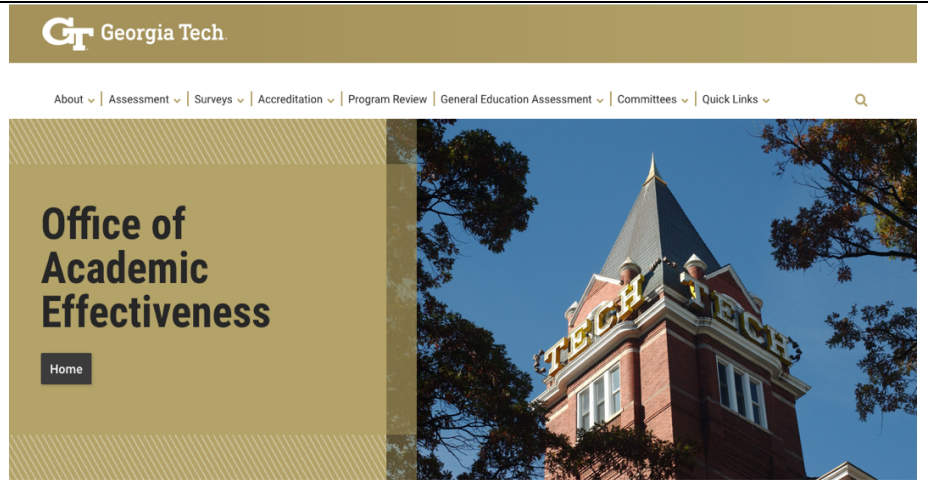 GT Georgia Tech.
About | Assessment | Surveys | Accreditation | Program Review | General Education Assessment | Committees | Quick Links
Office of
Academic
Effectiveness
Home
TECH TECH